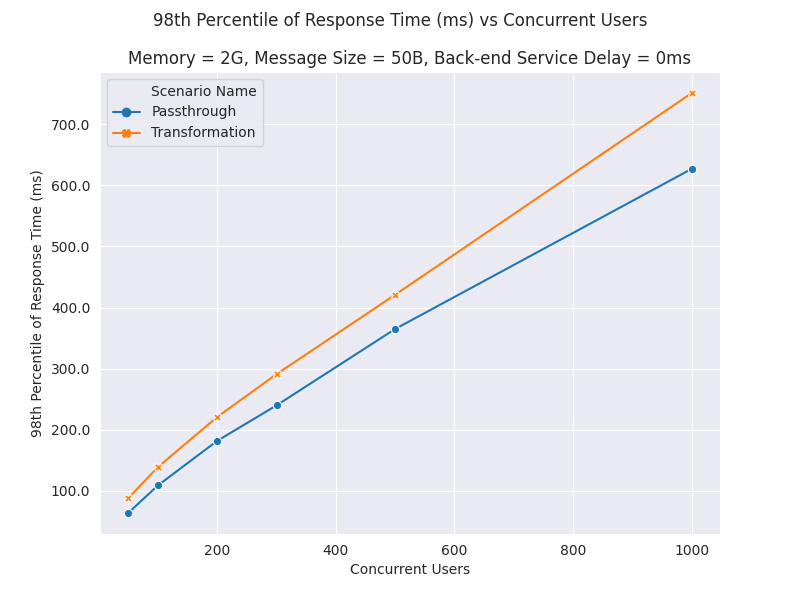 98th Percentile of Response Time (ms) vs Concurrent Users
Memory = 2G, Message Size = 50B, Back-end Service Delay = 0ms
Scenario Name
Passthrough
Transformation
98th Percentile of Response Time (ms)
700.0
600.0
500.0
400.0
300.0
200.0
100.0
200 400 600 800 1000
Concurrent Users